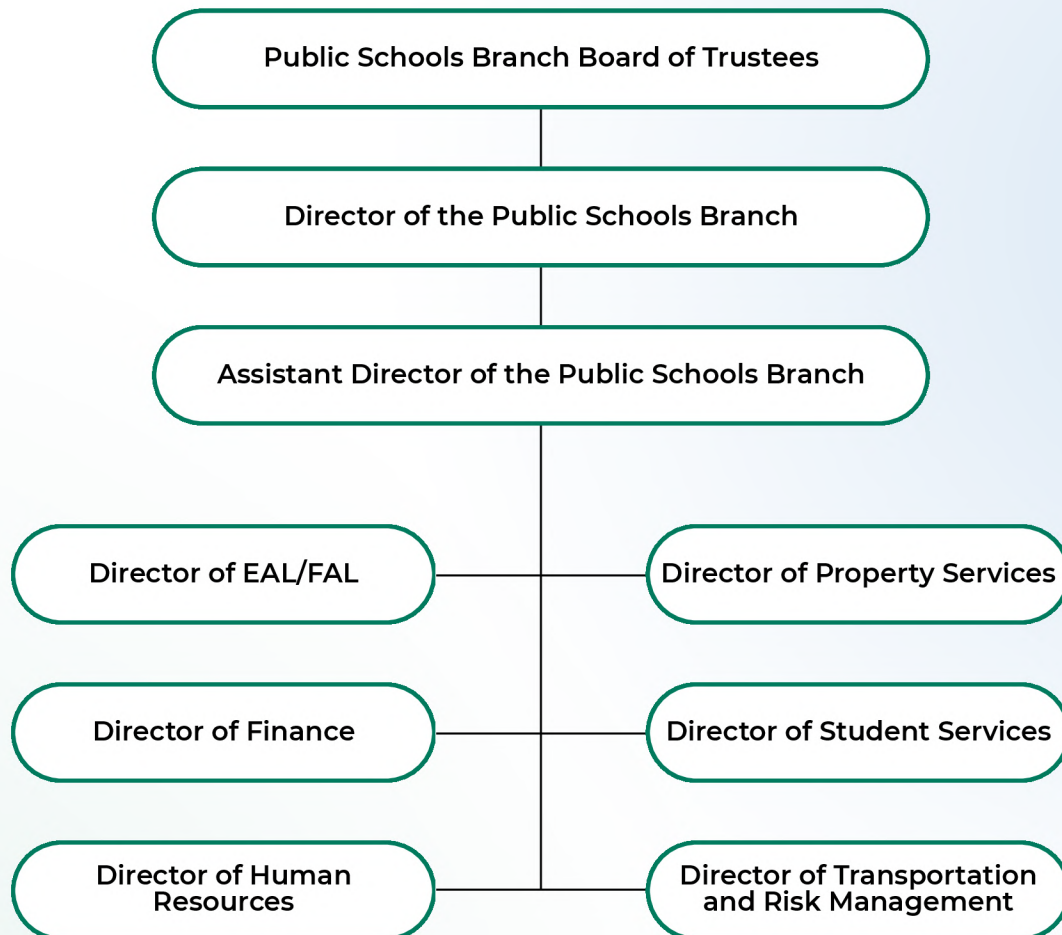 Public Schools Branch Board of Trustees
Director of the Public Schools Branch
Assistant Director of the Public Schools Branch
Director of EAL/FAL
Director of Property Services
Director of Finance
Director of Student Services
Director of Human
Resources
Director of Transportation
and Risk Management